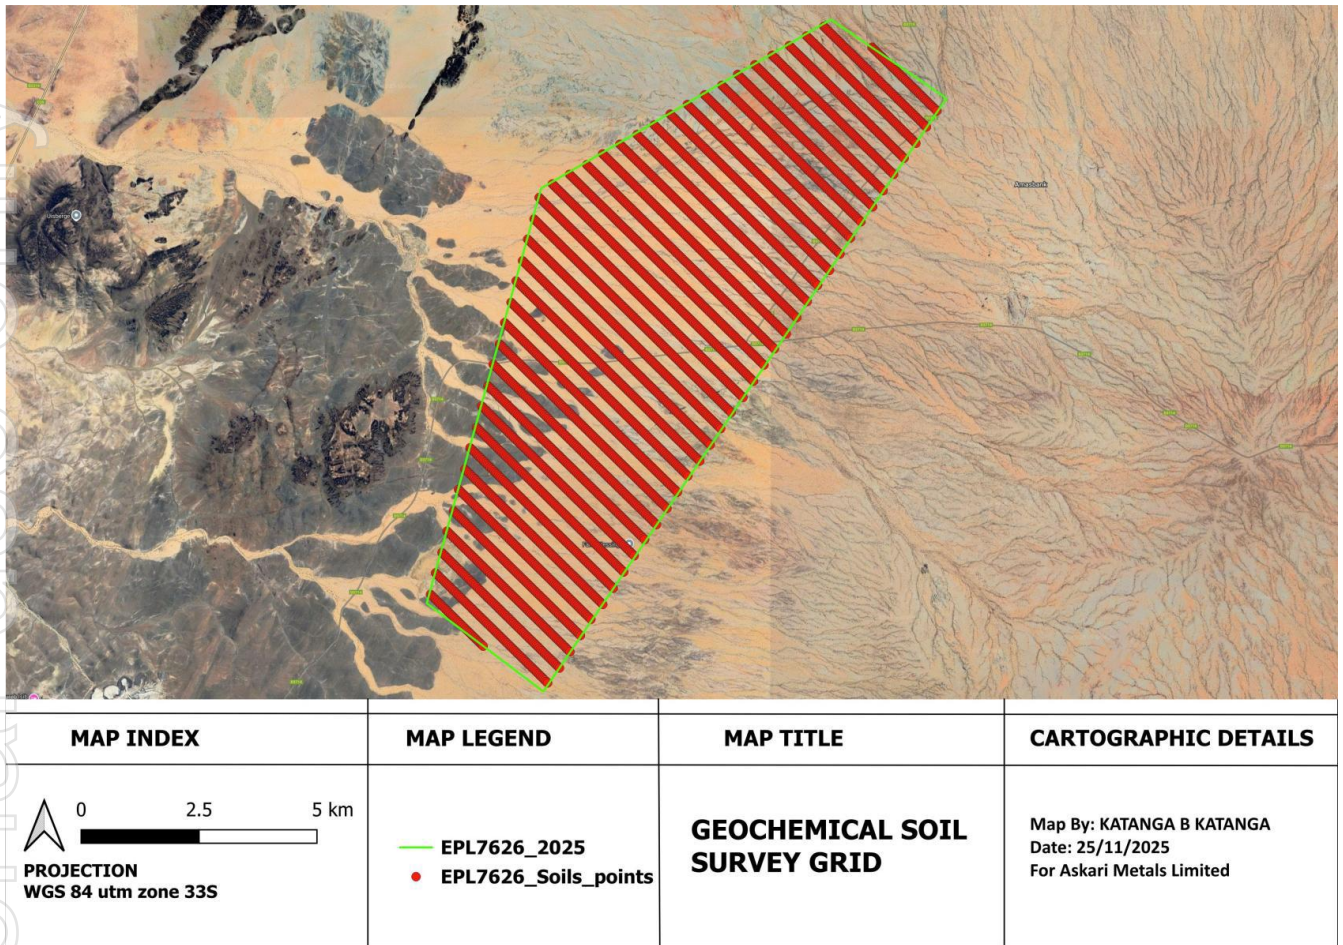 Amasbank
MAP INDEX
MAP LEGEND
MAP TITLE
CARTOGRAPHIC DETAILS
0 2.5 5 km
PROJECTION
WGS 84 utm zone 33S
EPL7626_2025
EPL7626_Soils_points
GEOCHEMICAL SOIL
SURVEY GRID
Map By: KATANGA B KATANGA
Date: 25/11/2025
For Askari Metals Limited